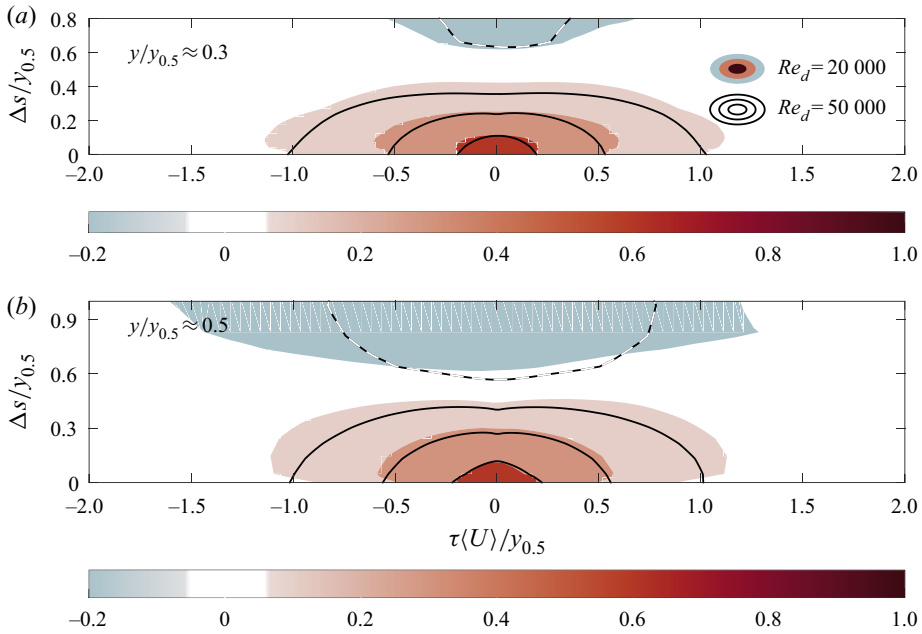 (a)
0.8
0.6
0.4
0.2
0
Δs/y0.5
y/y0.5 ≈ 0.3
Red = 20 000
Red = 50 000
–2.0 –1.5 –1.0 –0.5 0 0.5 1.0 1.5 2.0
–0.2 0 0.2 0.4 0.6 0.8 1.0
(b)
0.9
0.6
0.3
0
Δs/y0.5
y/y0.5 ≈ 0.5
–2.0 –1.5 –1.0 –0.5 0 0.5 1.0 1.5 2.0
τ⟨U⟩/y0.5
–0.2 0 0.2 0.4 0.6 0.8 1.0